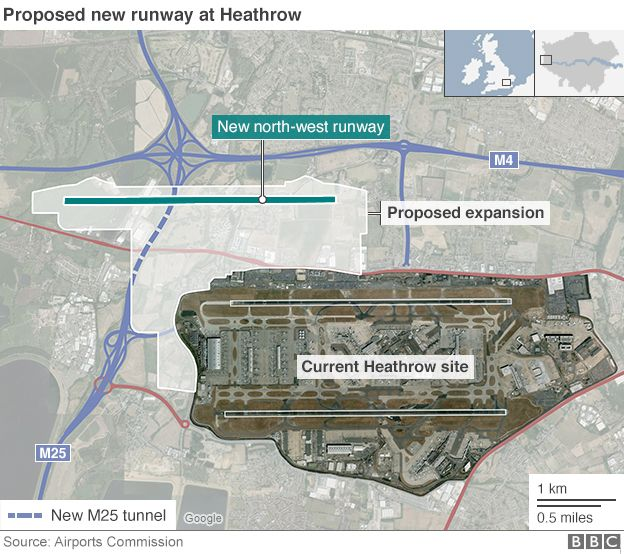 Proposed new runway at Heathrow
New north-west runway
M4
Proposed expansion
Current Heathrow site
M25
1 km
0.5 miles
New M25 tunnel
Google
Source: Airports Commission
BBC